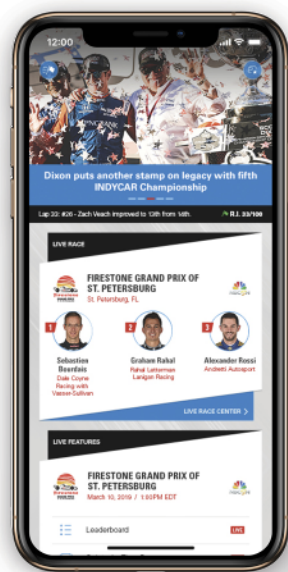 12:00
Dixon puts another stamp on legacy with fifth
INDYCAR Championship
Lap 33: #26 - Zach Veach improved to 13th from 14th.
R.I. 33/100
LIVE RACE
FIRESTONE GRAND PRIX OF
ST. PETERSBURG
St. Petersburg, FL
1
2
3
Sebastien
Bourdais
Dale Coyne
Racing with
Vasser-Sullivan
Graham Rahal
Rahal Letterman
Lanigan Racing
Alexander Rossi
Andretti Autosport
LIVE RACE CENTER >
LIVE FEATURES
FIRESTONE GRAND PRIX OF
ST. PETERSBURG
March 10, 2019 / 1:00PM EDT
Leaderboard
LIVE